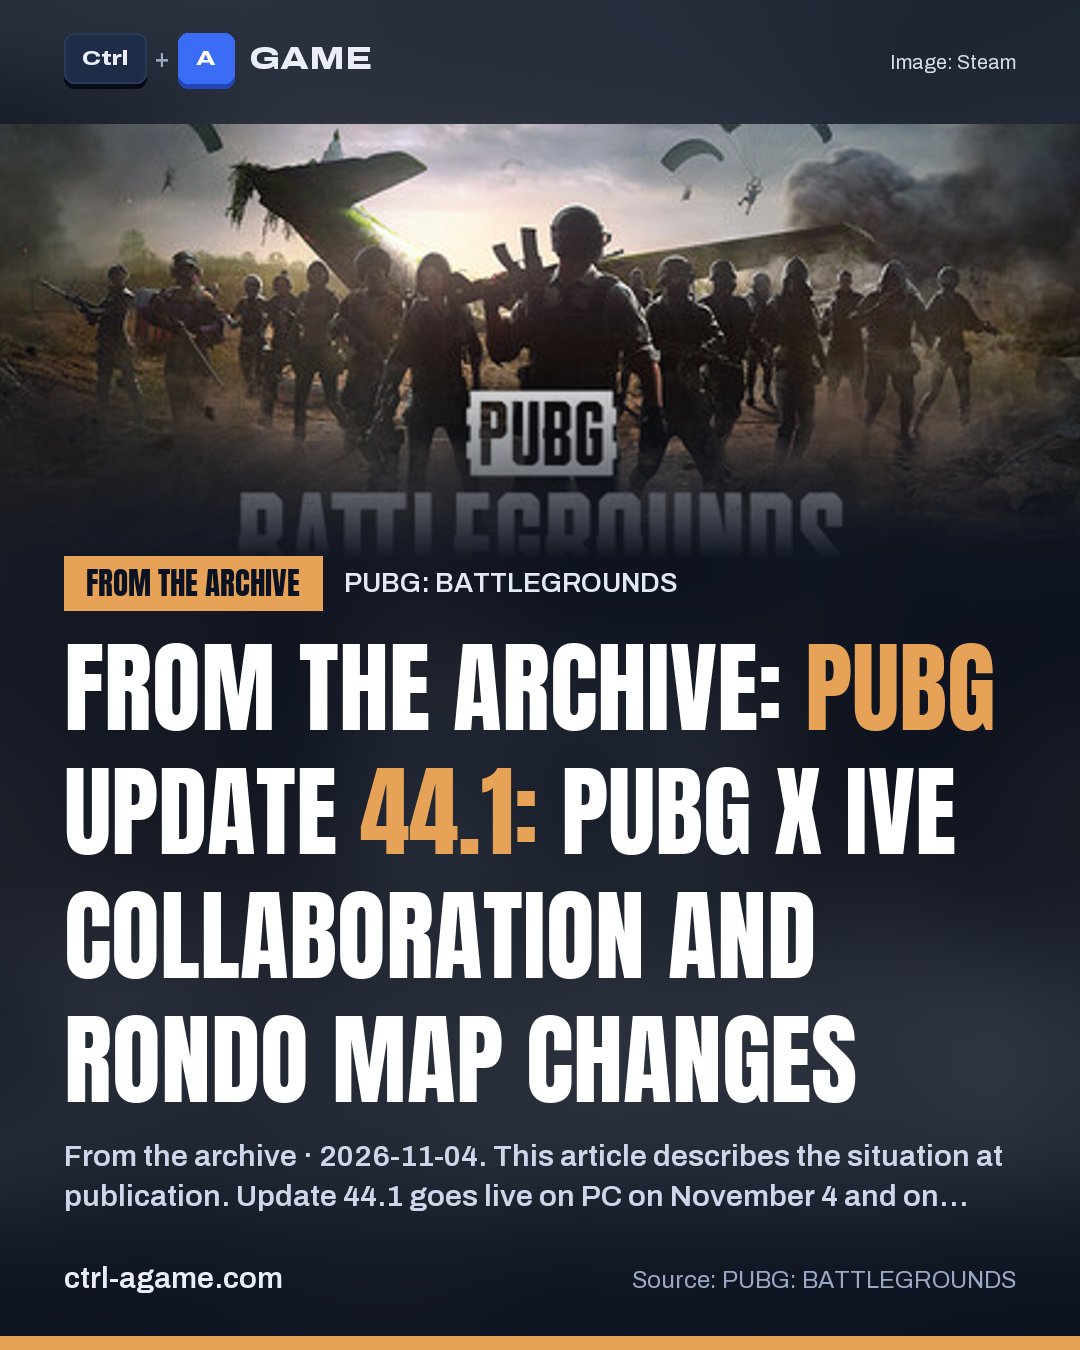 Ctrl + A GAME
Image: Steam
PUBG
BATTLEGROUNDS
FROM THE ARCHIVE
PUBG: BATTLEGROUNDS
FROM THE ARCHIVE: PUBG
UPDATE 44.1: PUBG X IVE
COLLABORATION AND
RONDO MAP CHANGES
From the archive · 2026-11-04. This article describes the situation at
publication. Update 44.1 goes live on PC on November 4 and on...
ctrl-agame.com
Source: PUBG: BATTLEGROUNDS